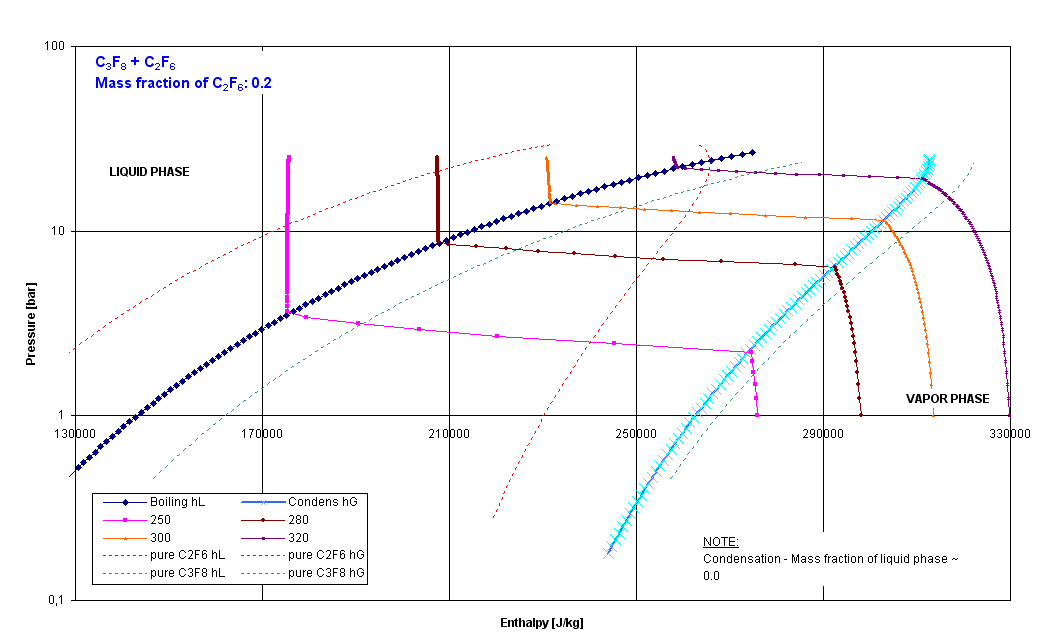 C₃F₈ + C₂F₆
Mass fraction of C₂F₆: 0.2
100
LIQUID PHASE
10
Pressure [bar]
VAPOR PHASE
1
130000 170000 210000 250000 290000 330000
Boiling hL Condens hG
250 280
300 320
pure C2F6 hL pure C2F6 hG
pure C3F8 hL pure C3F8 hG
NOTE:
Condensation - Mass fraction of liquid phase ~
0.0
0,1
Enthalpy [J/kg]